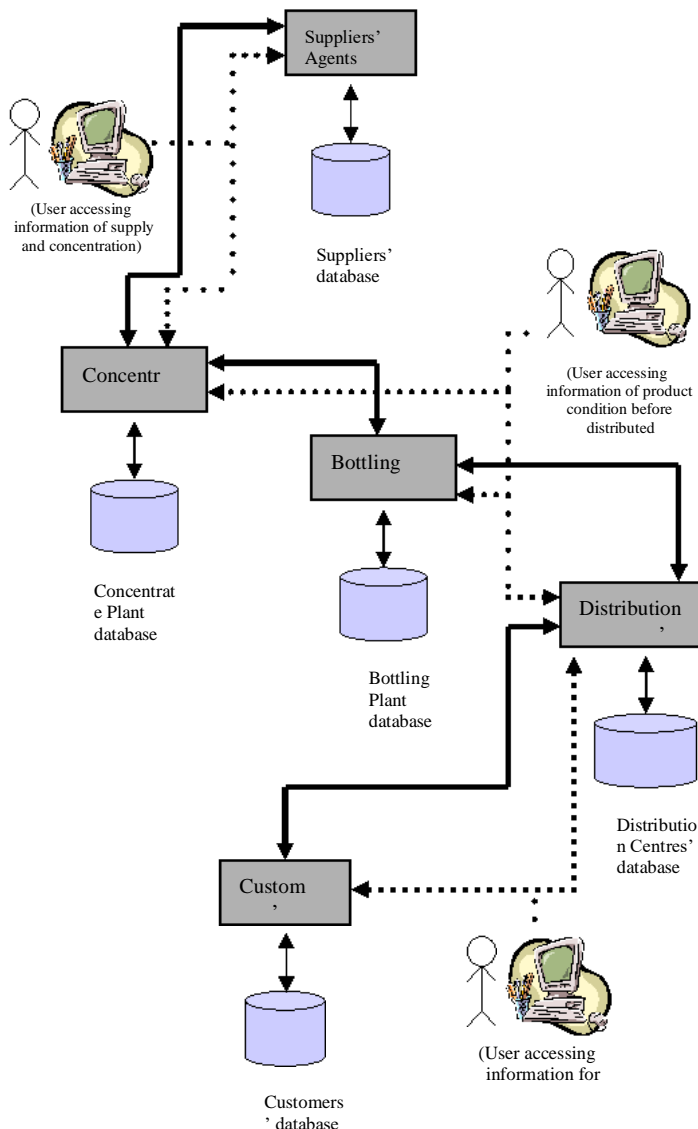 Suppliers'
Agents
(User accessing
information of supply
and concentration)
Suppliers'
database
(User accessing
information of product
condition before
distributed
Concentr
Bottling
Concentrat
e Plant
database
Distribution
,
Bottling
Plant
database
Distributio
n Centres'
database
Custom
,
(User accessing
information for
Customers
' database